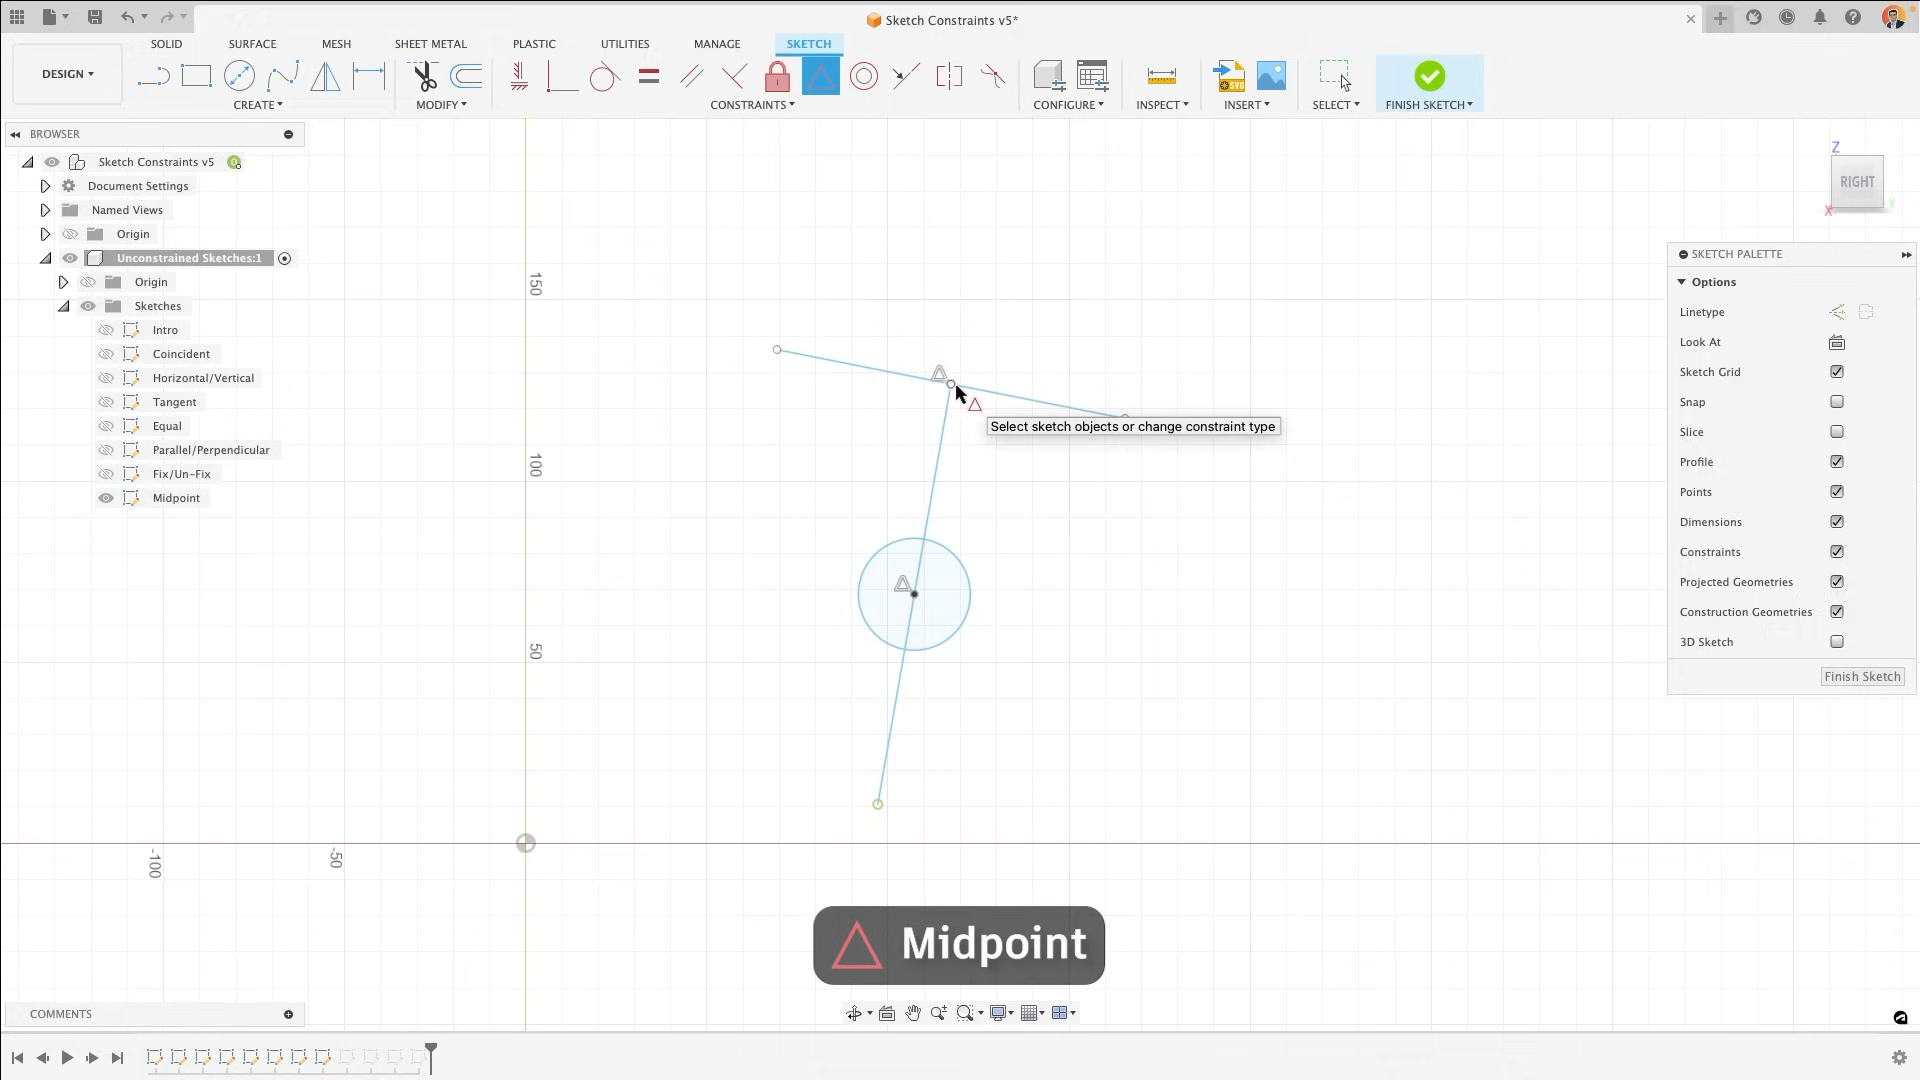 Sketch Constraints v5*
SOLID SURFACE MESH SHEET METAL PLASTIC UTILITIES MANAGE SKETCH
DESIGN
CREATE MODIFY CONSTRAINTS CONFIGURE INSPECT INSERT SELECT FINISH SKETCH
BROWSER
Sketch Constraints v5
Document Settings
Named Views
Origin
Unconstrained Sketches:1
Origin
Sketches
Intro
Coincident
Horizontal/Vertical
Tangent
Equal
Parallel/Perpendicular
Fix/Un-Fix
Midpoint
150
100
50
-50
-100
Select sketch objects or change constraint type
Z
RIGHT
X
Y
SKETCH PALETTE
Options
Linetype
Look At
Sketch Grid
Snap
Slice
Profile
Points
Dimensions
Constraints
Projected Geometries
Construction Geometries
3D Sketch
Finish Sketch
Midpoint
COMMENTS